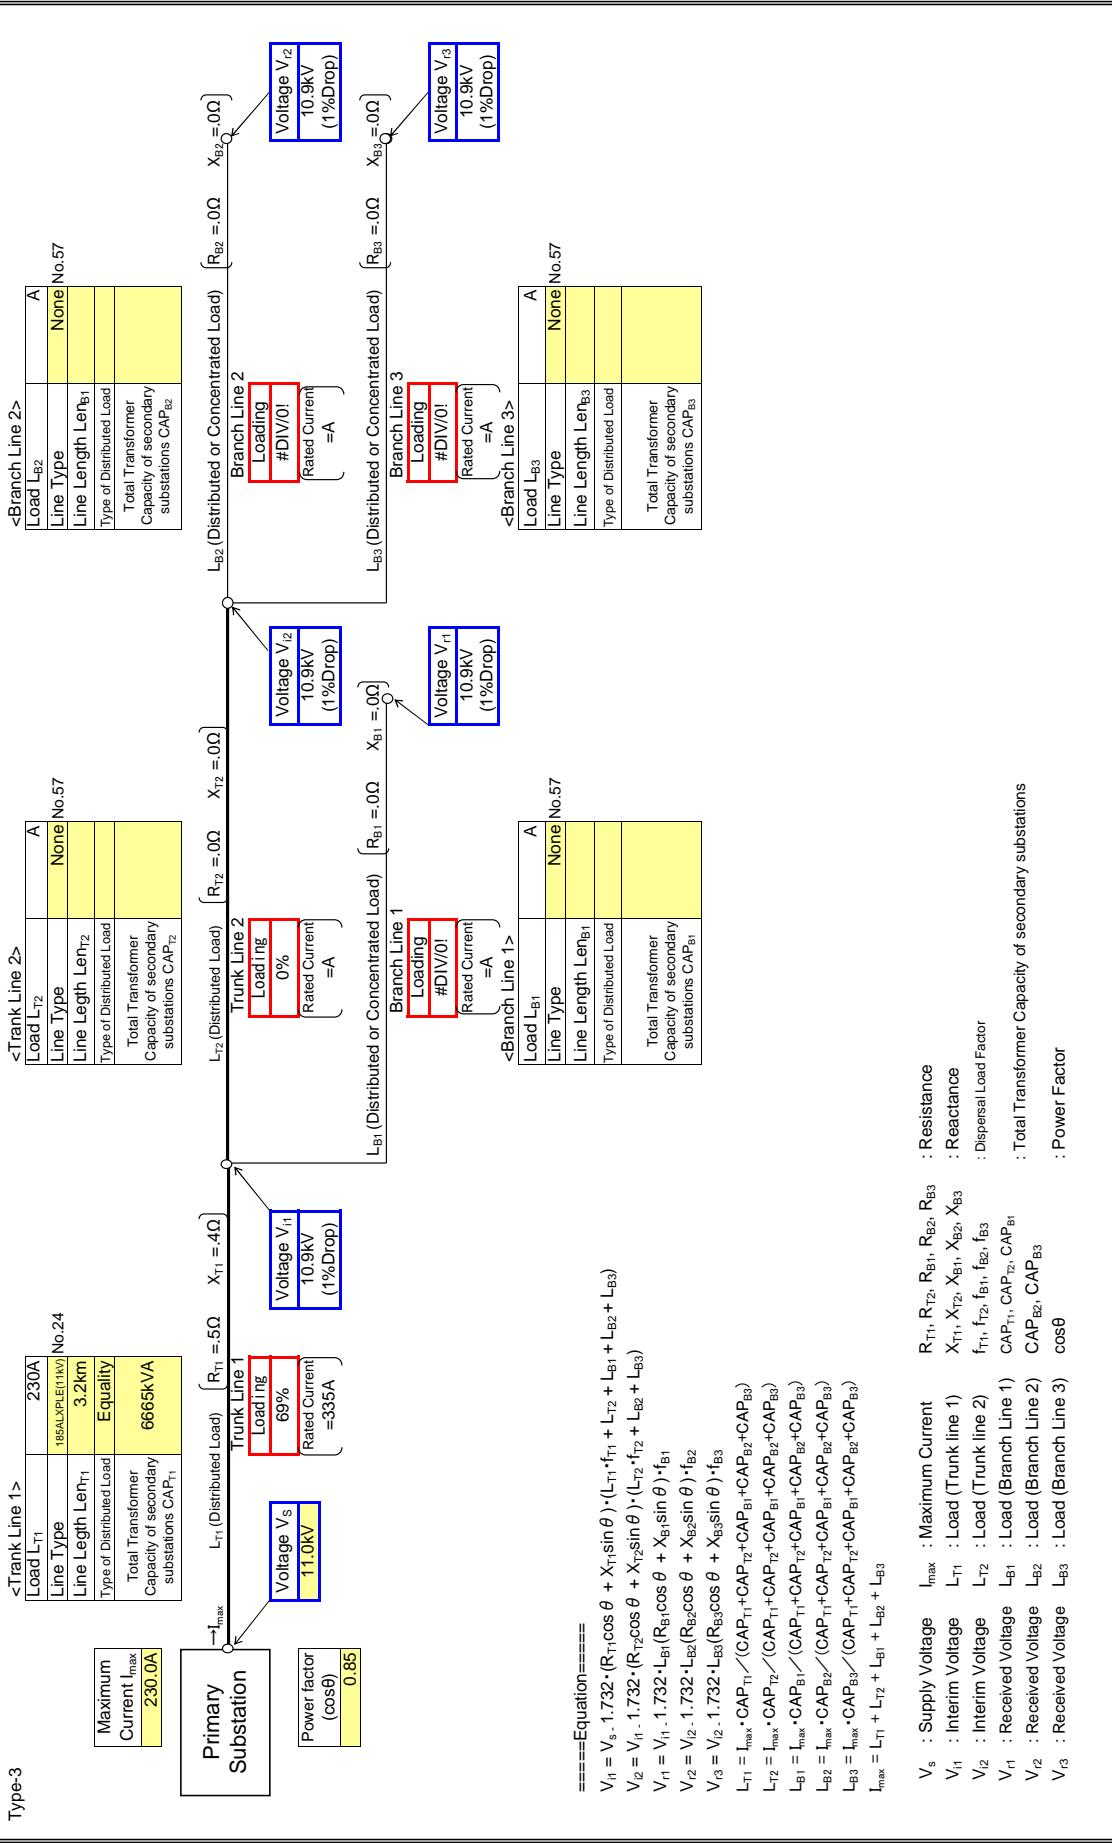 Type-3
Maximum
Current Imax
230.0A
Primary
Substation
Power factor
(cosθ)
0.85
→Imax
Voltage VS
11.0kV
<Trank Line 1>
Load LT1 230A
Line Type 185ALXPLE(11kV) No.24
Line Legth LenT1 3.2km
Type of Distributed Load Equality
Total Transformer
Capacity of secondary
substations CAPT1
6665kVA
LT1 (Distributed Load) RT1 =.5Ω XT1 =.4Ω
Trunk Line 1
Loading
69%
Rated Current
=335A
Voltage Vi1
10.9kV
(1%Drop)
<Trank Line 2>
Load LT2 A
Line Type None No.57
Line Length LenT2
Type of Distributed Load
Total Transformer
Capacity of secondary
substations CAPT2
LT2 (Distributed Load) RT2 =.0Ω XT2 =.0Ω
Trunk Line 2
Loading
0%
Rated Current
=A
Voltage Vi2
10.9kV
(1%Drop)
LB1 (Distributed or Concentrated Load) RB1 =.0Ω XB1 =.0Ω
Branch Line 1
Loading
#DIV/0!
Rated Current
=A
Voltage Vr1
10.9kV
(1%Drop)
<Branch Line 1>
Load LB1 A
Line Type None No.57
Line Length LenB1
Type of Distributed Load
Total Transformer
Capacity of secondary
substations CAPB1
<Branch Line 2>
Load LB2 A
Line Type None No.57
Line Length LenB1
Type of Distributed Load
Total Transformer
Capacity of secondary
substations CAPB2
LB2 (Distributed or Concentrated Load) RB2 =.0Ω XB2 =.0Ω
Branch Line 2
Loading
#DIV/0!
Rated Current
=A
Voltage Vr2
10.9kV
(1%Drop)
LB3 (Distributed or Concentrated Load) RB3 =.0Ω XB3 =.0Ω
Branch Line 3
Loading
#DIV/0!
Rated Current
=A
Voltage Vr3
10.9kV
(1%Drop)
<Branch Line 3>
Load LB3 A
Line Type None No.57
Line Length LenB3
Type of Distributed Load
Total Transformer
Capacity of secondary
substations CAPB3
=====Equation=====
Vi1 = Vs - 1.732・(RT1cos θ + XT1sin θ)・(LT1・fT1 + LT2 + LB1 + LB2 + LB3)
Vi2 = Vi1 - 1.732・(RT2cos θ + XT2sin θ)・(LT2・fT2 + LB2 + LB3)
Vr1 = Vi1 - 1.732・LB1(RB1cos θ + XB1sin θ)・fB1
Vr2 = Vi2 - 1.732・LB2(RB2cos θ + XB2sin θ)・fB2
Vr3 = Vi2 - 1.732・LB3(RB3cos θ + XB3sin θ)・fB3
LT1 = Imax・CAPT1／(CAPT1+CAPT2+CAPB1+CAPB2+CAPB3)
LT2 = Imax・CAPT2／(CAPT1+CAPT2+CAPB1+CAPB2+CAPB3)
LB1 = Imax・CAPB1／(CAPT1+CAPT2+CAPB1+CAPB2+CAPB3)
LB2 = Imax・CAPB2／(CAPT1+CAPT2+CAPB1+CAPB2+CAPB3)
LB3 = Imax・CAPB3／(CAPT1+CAPT2+CAPB1+CAPB2+CAPB3)
Imax = LT1 + LT2 + LB1 + LB2 + LB3
Vs : Supply Voltage Imax : Maximum Current RT1, RT2, RB1, RB2, RB3 : Resistance
Vi1 : Interim Voltage LT1 : Load (Trunk line 1) XT1, XT2, XB1, XB2, XB3 : Reactance
Vi2 : Interim Voltage LT2 : Load (Trunk line 2) fT1, fT2, fB1, fB2, fB3 : Dispersal Load Factor
Vr1 : Received Voltage LB1 : Load (Branch Line 1) CAPT1, CAPT2, CAPB1 : Total Transformer Capacity of secondary substations
Vr2 : Received Voltage LB2 : Load (Branch Line 2) CAPB2, CAPB3
Vr3 : Received Voltage LB3 : Load (Branch Line 3) cosθ : Power Factor